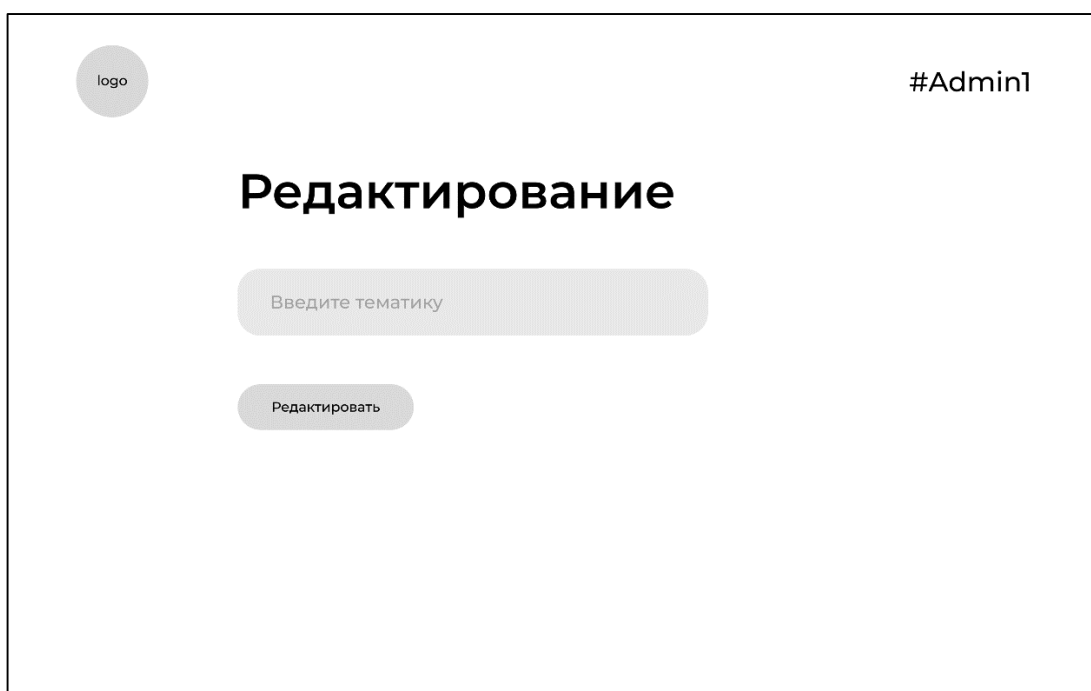 logo
#Admin1
Редактирование
Введите тематику
Редактировать